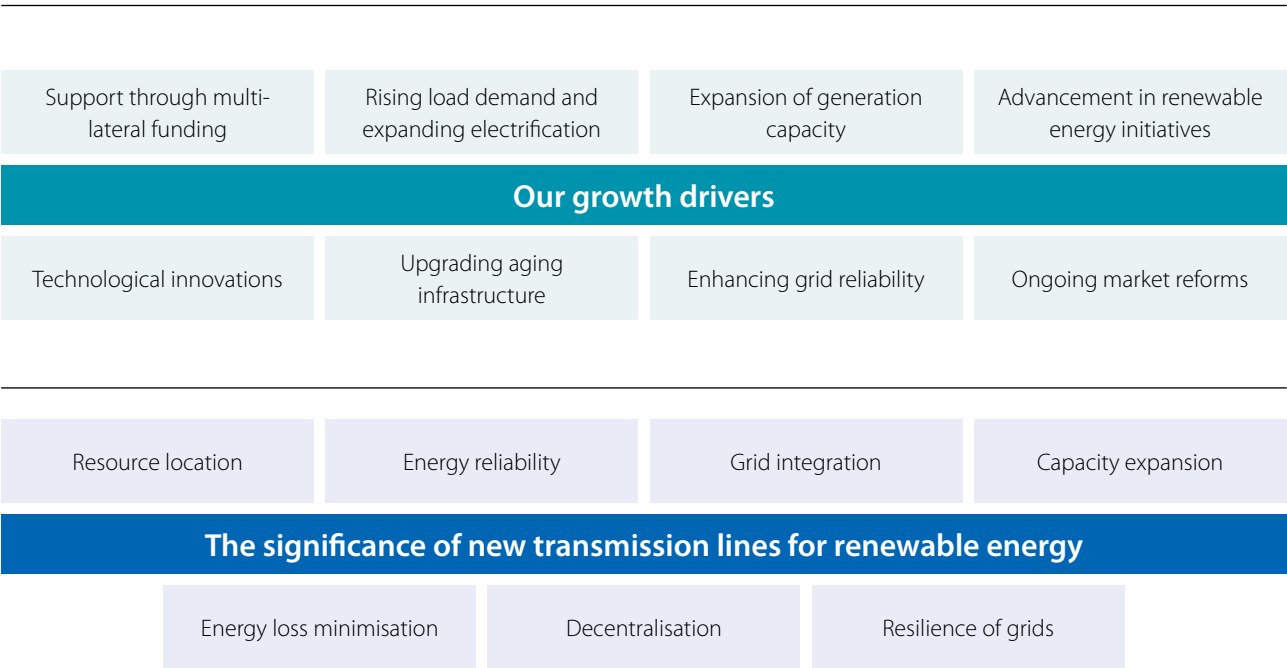 Support through multi-
lateral funding
Rising load demand and
expanding electrification
Expansion of generation
capacity
Advancement in renewable
energy initiatives
Our growth drivers
Technological innovations
Upgrading aging
infrastructure
Enhancing grid reliability
Ongoing market reforms
Resource location
Energy reliability
Grid integration
Capacity expansion
The significance of new transmission lines for renewable energy
Energy loss minimisation
Decentralisation
Resilience of grids